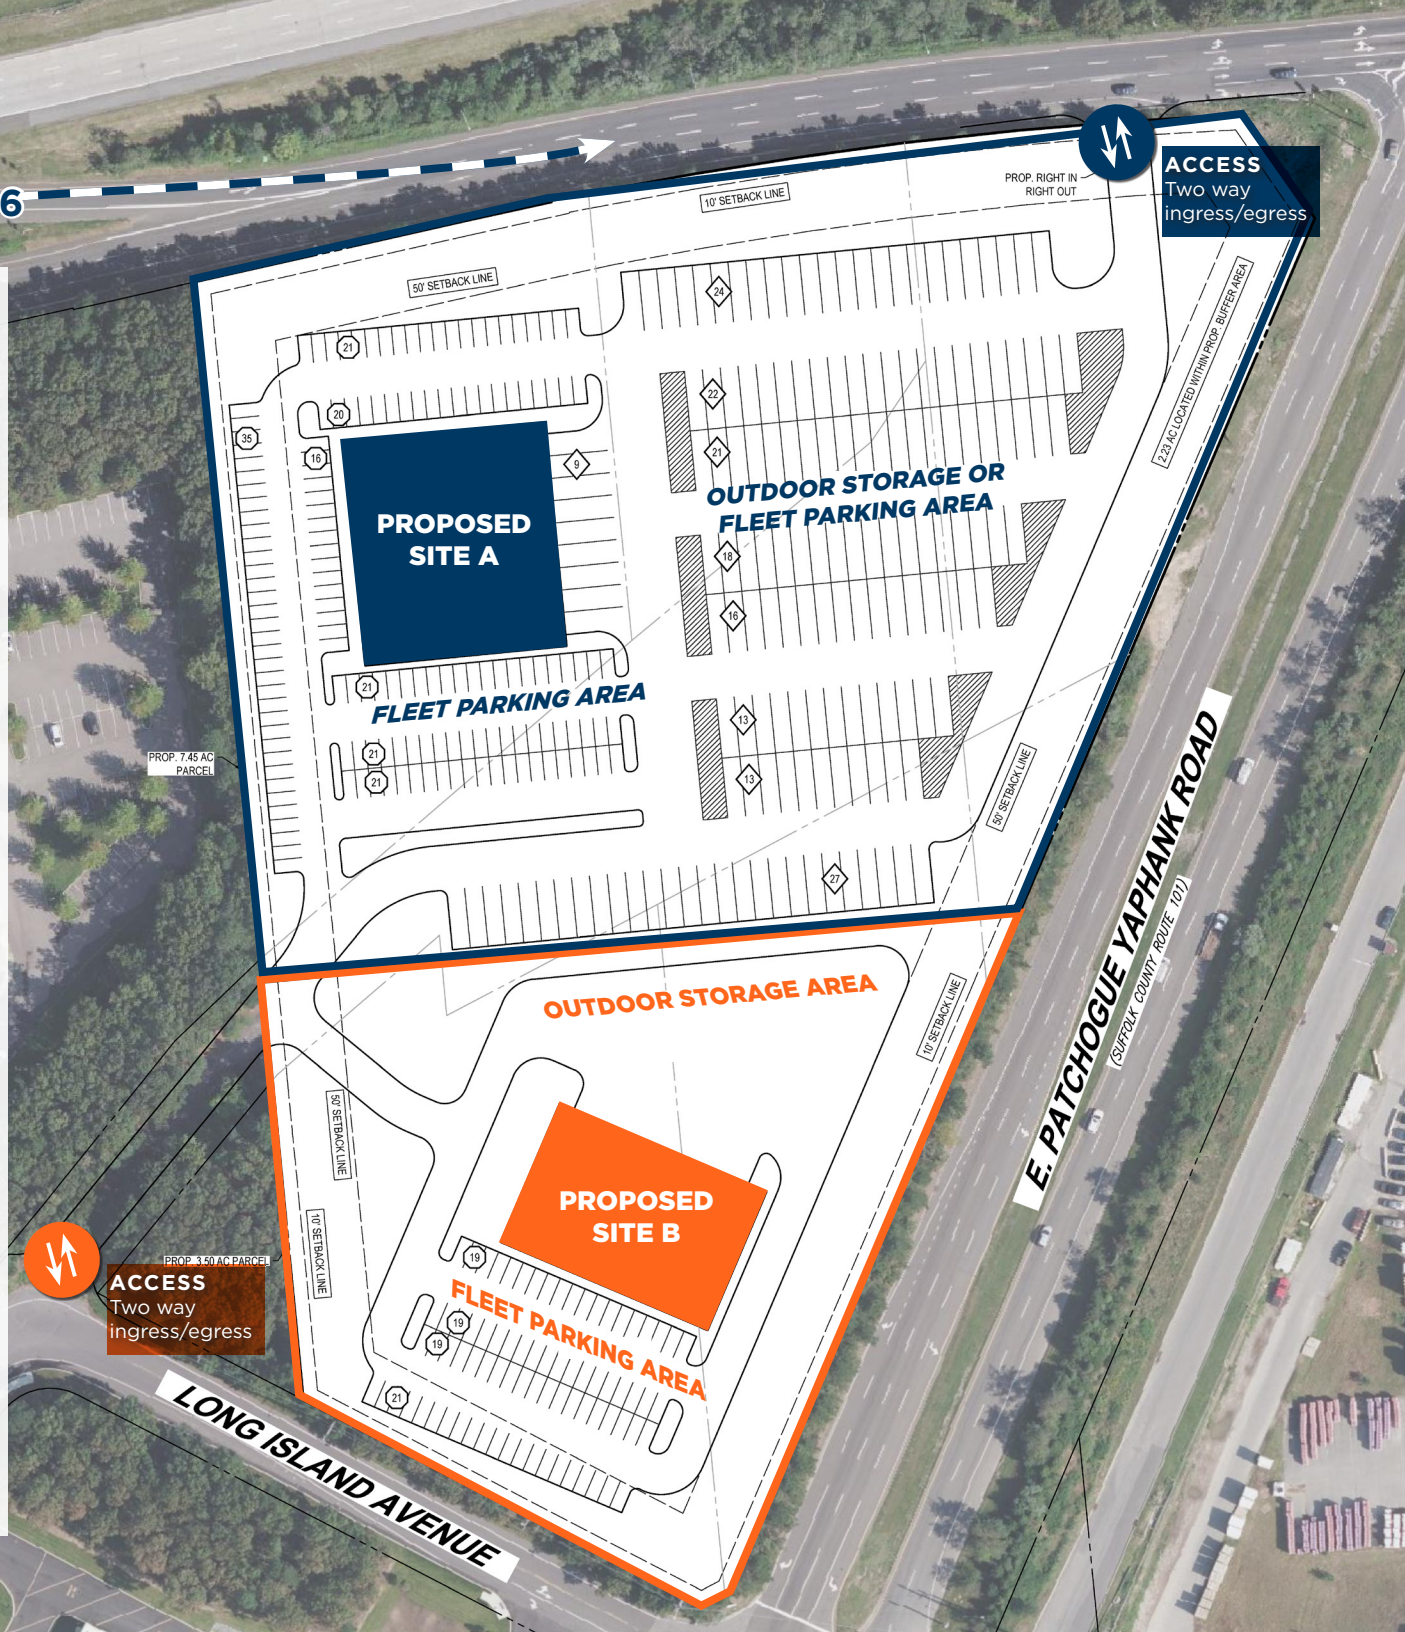 6
ACCESS
Two way
ingress/egress
PROP. RIGHT IN
RIGHT OUT
10' SETBACK LINE
50' SETBACK LINE
2.23 AC LOCATED WITHIN PROP. BUFFER AREA
24
21
22
20
35
16
9
21
PROPOSED
SITE A
OUTDOOR STORAGE OR
FLEET PARKING AREA
18
16
21
FLEET PARKING AREA
13
21
21
13
PROP. 7.45 AC
PARCEL
50' SETBACK LINE
27
E. PATCHOGUE YAPHANK ROAD
(SUFFOLK COUNTY ROUTE 101)
OUTDOOR STORAGE AREA
10' SETBACK LINE
50' SETBACK LINE
10' SETBACK LINE
PROPOSED
SITE B
PROP. 3.50 AC PARCEL
ACCESS
Two way
ingress/egress
19
FLEET PARKING AREA
19
19
21
LONG ISLAND AVENUE